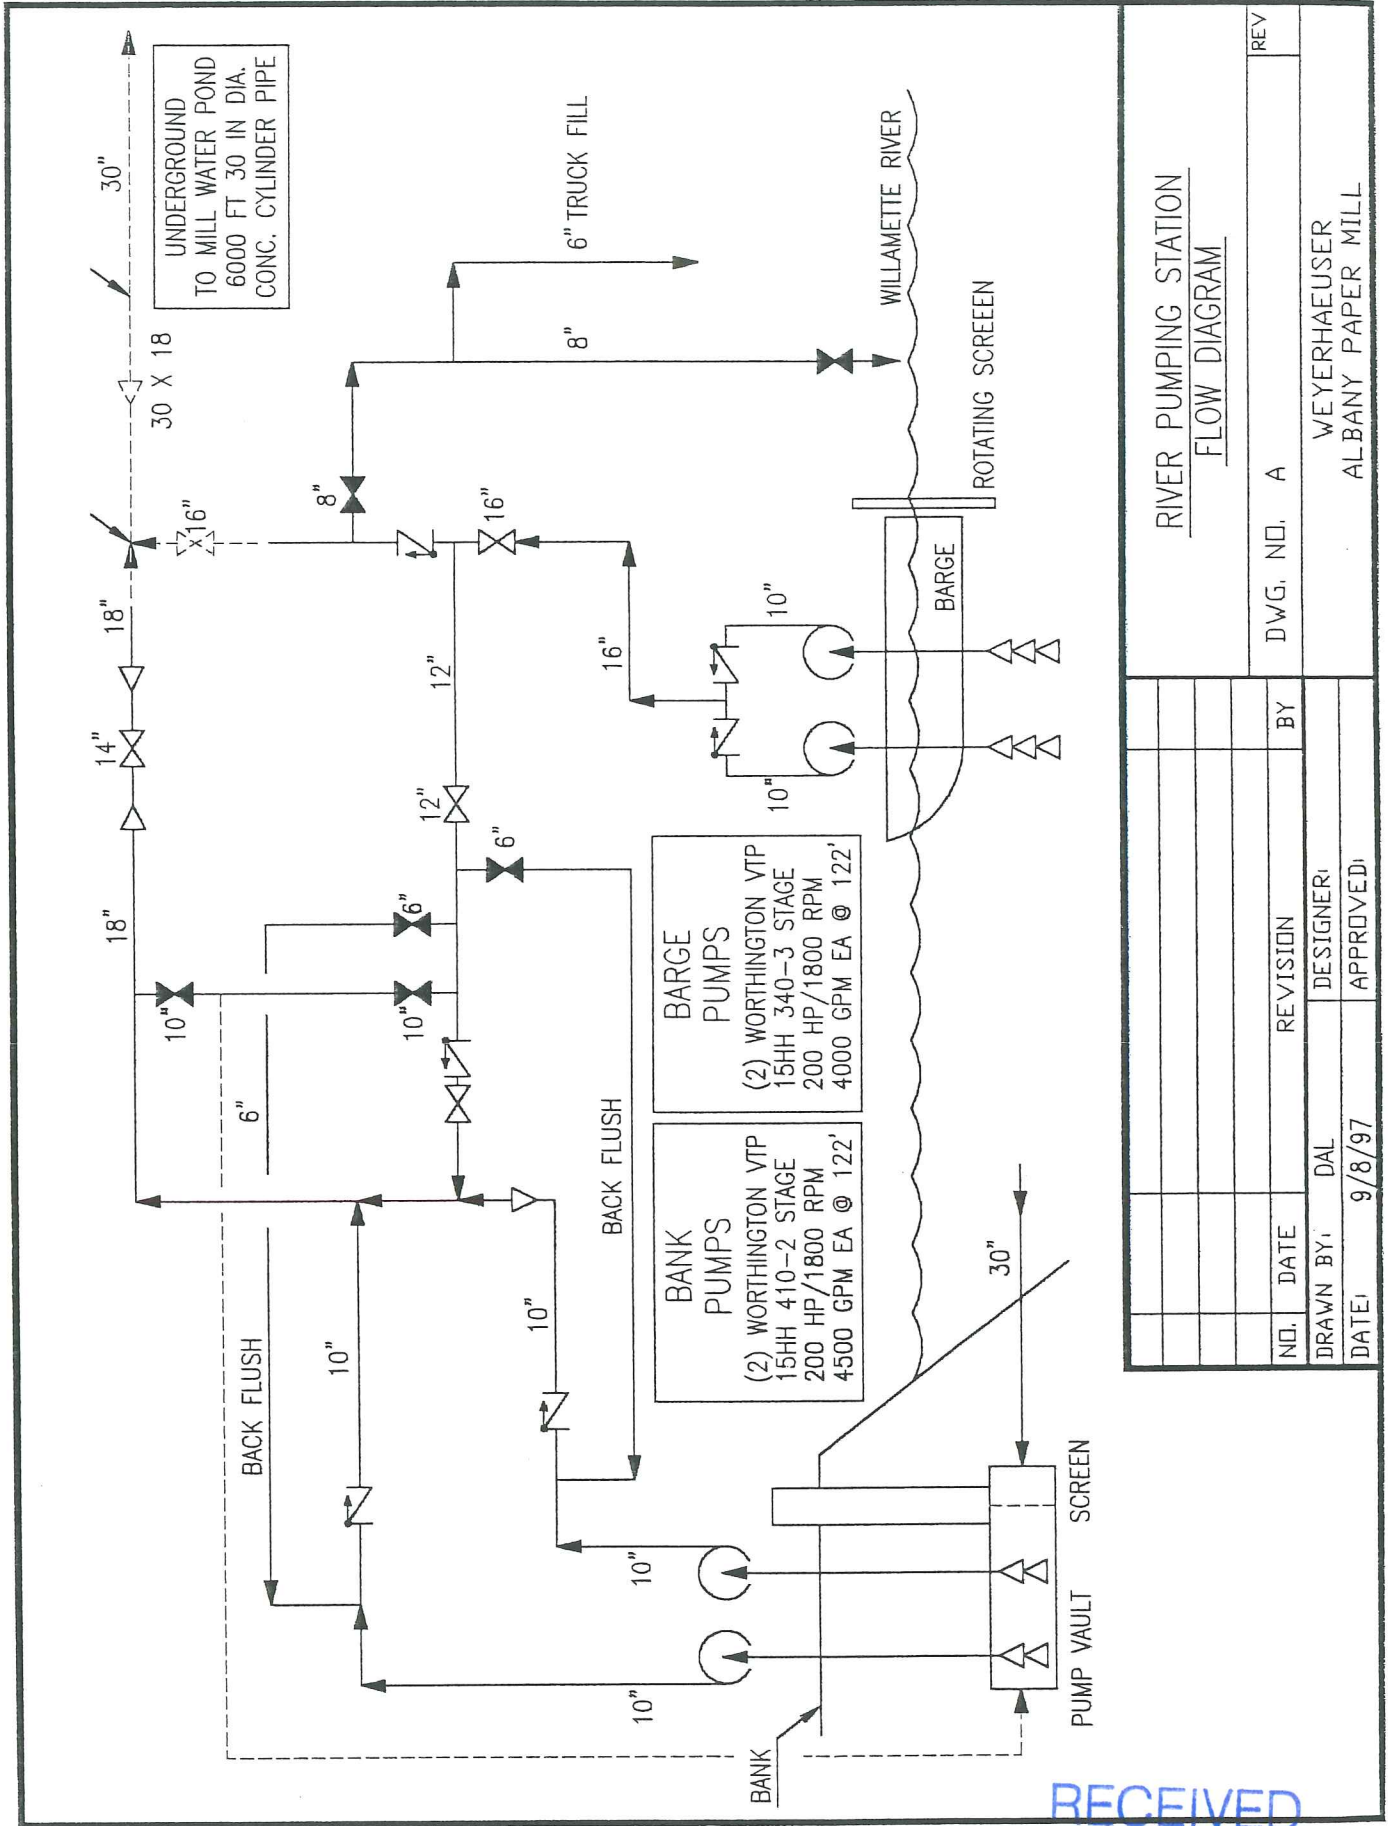 UNDERGROUND
TO MILL WATER POND
6000 FT 30 IN DIA.
CONC. CYLINDER PIPE
30"
30 X 18
18"
14"
18"
16"
8"
8"
6" TRUCK FILL
16"
12"
12"
16"
10"
10"
6"
6"
10"
10"
6"
BACK FLUSH
10"
10"
BACK FLUSH
10"
10"
WILLAMETTE RIVER
ROTATING SCREEEN
BARGE
BARGE
PUMPS
(2) WORTHINGTON VTP
15HH 340-3 STAGE
200 HP/1800 RPM
4000 GPM EA @ 122'
BANK
PUMPS
(2) WORTHINGTON VTP
15HH 410-2 STAGE
200 HP/1800 RPM
4500 GPM EA @ 122'
30"
BANK
PUMP VAULT
SCREEN
RIVER PUMPING STATION
FLOW DIAGRAM
DWG. NO. A
REV
WEYERHAEUSER
ALBANY PAPER MILL
NO.
DATE
REVISION
BY
DRAWN BY: DAL
DESIGNER:
DATE: 9/8/97
APPROVED:
RECEIVED